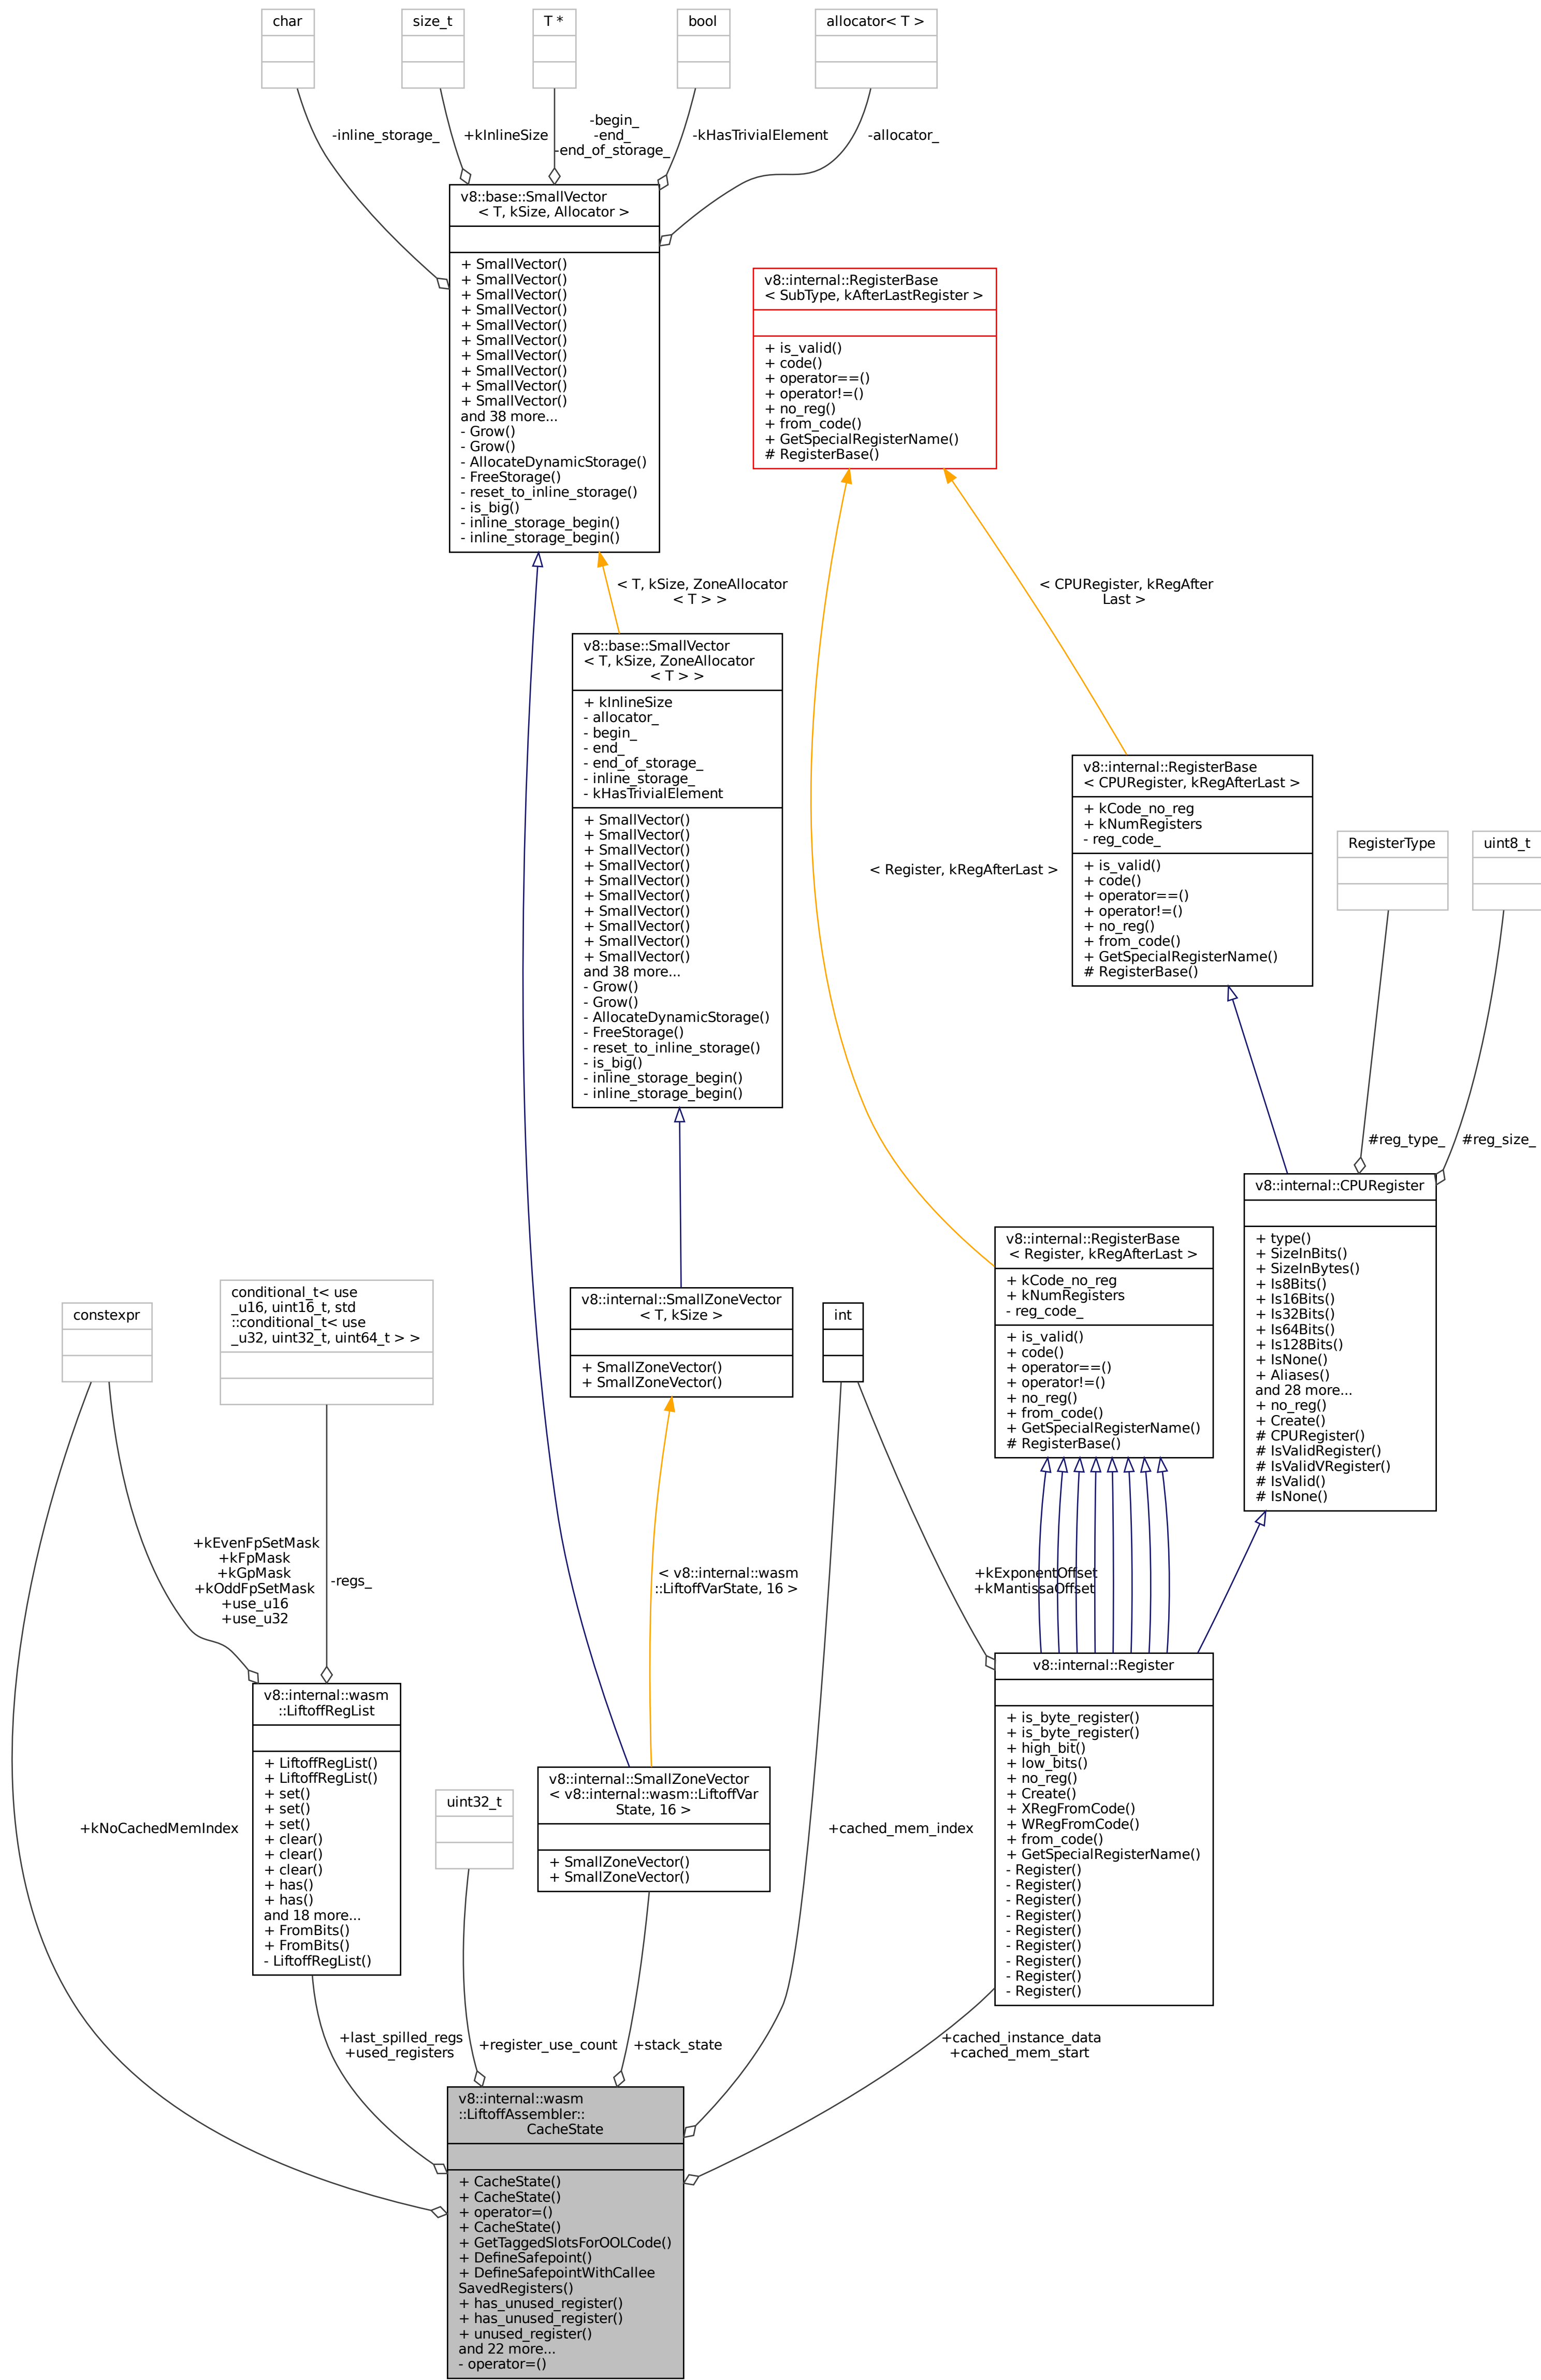 char
size_t
T *
bool
allocator< T >
-inline_storage_
+kInlineSize
-begin_
-end_
-end_of_storage_
-kHasTrivialElement
-allocator_
v8::base::SmallVector
< T, kSize, Allocator >
+ SmallVector()
+ SmallVector()
+ SmallVector()
+ SmallVector()
+ SmallVector()
+ SmallVector()
+ SmallVector()
+ SmallVector()
+ SmallVector()
+ SmallVector()
and 38 more...
- Grow()
- Grow()
- AllocateDynamicStorage()
- FreeStorage()
- reset_to_inline_storage()
- is_big()
- inline_storage_begin()
- inline_storage_begin()
v8::internal::RegisterBase
< SubType, kAfterLastRegister >
+ is_valid()
+ code()
+ operator==()
+ operator!=()
+ no_reg()
+ from_code()
+ GetSpecialRegisterName()
# RegisterBase()
< T, kSize, ZoneAllocator
< T > >
< CPURegister, kRegAfter
Last >
v8::base::SmallVector
< T, kSize, ZoneAllocator
< T > >
+ kInlineSize
- allocator_
- begin_
- end_
- end_of_storage_
- inline_storage_
- kHasTrivialElement
+ SmallVector()
+ SmallVector()
+ SmallVector()
+ SmallVector()
+ SmallVector()
+ SmallVector()
+ SmallVector()
+ SmallVector()
+ SmallVector()
+ SmallVector()
and 38 more...
- Grow()
- Grow()
- AllocateDynamicStorage()
- FreeStorage()
- reset_to_inline_storage()
- is_big()
- inline_storage_begin()
- inline_storage_begin()
< Register, kRegAfterLast >
v8::internal::RegisterBase
< CPURegister, kRegAfterLast >
+ kCode_no_reg
+ kNumRegisters
- reg_code_
+ is_valid()
+ code()
+ operator==()
+ operator!=()
+ no_reg()
+ from_code()
+ GetSpecialRegisterName()
# RegisterBase()
RegisterType
uint8_t
#reg_type_
#reg_size_
v8::internal::CPURegister
+ type()
+ SizeInBits()
+ SizeInBytes()
+ Is8Bits()
+ Is16Bits()
+ Is32Bits()
+ Is64Bits()
+ Is128Bits()
+ IsNone()
+ Aliases()
and 28 more...
+ no_reg()
+ Create()
# CPURegister()
# IsValidRegister()
# IsValidVRegister()
# IsValid()
# IsNone()
v8::internal::RegisterBase
< Register, kRegAfterLast >
+ kCode_no_reg
+ kNumRegisters
- reg_code_
+ is_valid()
+ code()
+ operator==()
+ operator!=()
+ no_reg()
+ from_code()
+ GetSpecialRegisterName()
# RegisterBase()
constexpr
conditional_t< use
_u16, uint16_t, std
::conditional_t< use
_u32, uint32_t, uint64_t > >
v8::internal::SmallZoneVector
< T, kSize >
+ SmallZoneVector()
+ SmallZoneVector()
int
+kEvenFpSetMask
+kFpMask
+kGpMask
+kOddFpSetMask
+use_u16
+use_u32
-regs_
< v8::internal::wasm
::LiftoffVarState, 16 >
+kExponentOffset
+kMantissaOffset
v8::internal::wasm
::LiftoffRegList
+ LiftoffRegList()
+ LiftoffRegList()
+ set()
+ set()
+ set()
+ clear()
+ clear()
+ clear()
+ has()
+ has()
and 18 more...
+ FromBits()
+ FromBits()
- LiftoffRegList()
v8::internal::Register
+ is_byte_register()
+ is_byte_register()
+ high_bit()
+ low_bits()
+ no_reg()
+ Create()
+ XRegFromCode()
+ WRegFromCode()
+ from_code()
+ GetSpecialRegisterName()
- Register()
- Register()
- Register()
- Register()
- Register()
- Register()
- Register()
- Register()
- Register()
uint32_t
v8::internal::SmallZoneVector
< v8::internal::wasm::LiftoffVar
State, 16 >
+ SmallZoneVector()
+ SmallZoneVector()
+kNoCachedMemIndex
+cached_mem_index
+last_spilled_regs
+used_registers
+register_use_count
+stack_state
+cached_instance_data
+cached_mem_start
v8::internal::wasm
::LiftoffAssembler::
CacheState
+ CacheState()
+ CacheState()
+ operator=()
+ CacheState()
+ GetTaggedSlotsForOOLCode()
+ DefineSafepoint()
+ DefineSafepointWithCallee
SavedRegisters()
+ has_unused_register()
+ has_unused_register()
+ unused_register()
and 22 more...
- operator=()